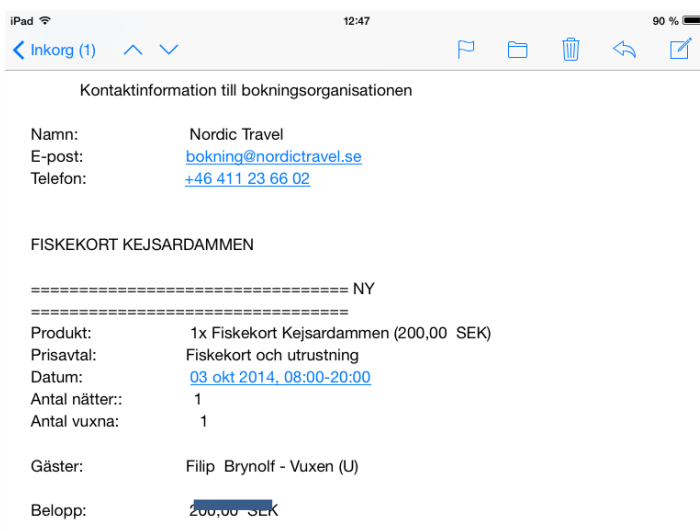 iPad 12:47 90 %
Inkorg (1)
Kontaktinformation till bokningsorganisationen
Namn: Nordic Travel
E-post: bokning@nordictravel.se
Telefon: +46 411 23 66 02
FISKEKORT KEJSARDAMMEN
================================= NY
=================================
Produkt: 1x Fiskekort Kejsardammen (200,00 SEK)
Prisavtal: Fiskekort och utrustning
Datum: 03 okt 2014, 08:00-20:00
Antal nätter:: 1
Antal vuxna: 1
Gäster: Filip Brynolf - Vuxen (U)
Belopp: 200,00 SEK